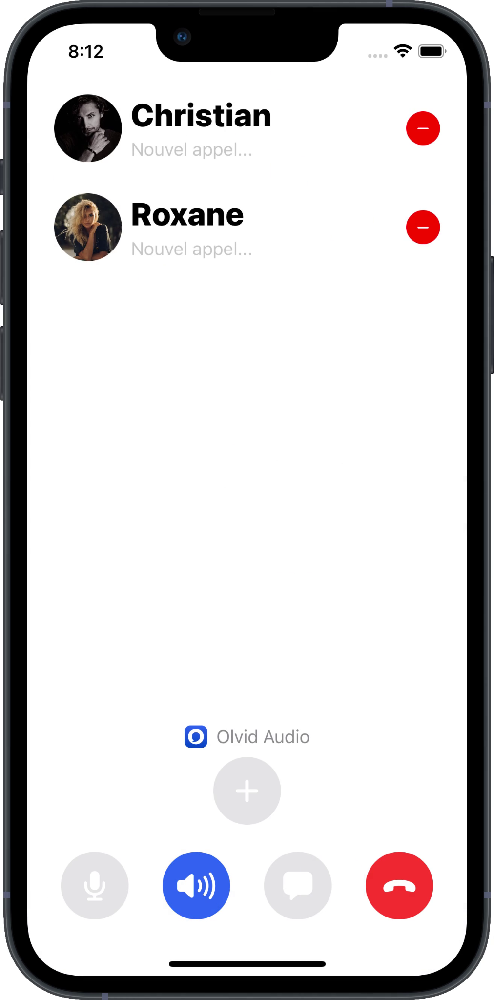 8:12
Christian
Nouvel appel...
Roxane
Nouvel appel...
Olvid Audio